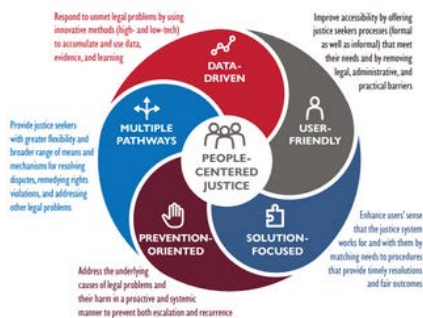 Respond to unmet legal problems by using
innovative methods (high- and low-tech)
to accumulate and use data,
evidence, and learning
Improve accessibility by offering
justice seekers processes (formal
as well as informal) that meet
their needs and by removing
legal, administrative, and
practical barriers
DATA-
DRIVEN
USER-
FRIENDLY
MULTIPLE
PATHWAYS
PEOPLE-
CENTERED
JUSTICE
Provide justice seekers
with greater flexibility and
broader range of means and
mechanisms for resolving
disputes, remedying rights
violations, and addressing
other legal problems
PREVENTION-
ORIENTED
SOLUTION-
FOCUSED
Enhance users' sense
that the justice system
works for and with them by
matching needs to procedures
that provide timely resolutions
and fair outcomes
Address the underlying
causes of legal problems and
their harm in a proactive and systemic
manner to prevent both escalation and recurrence